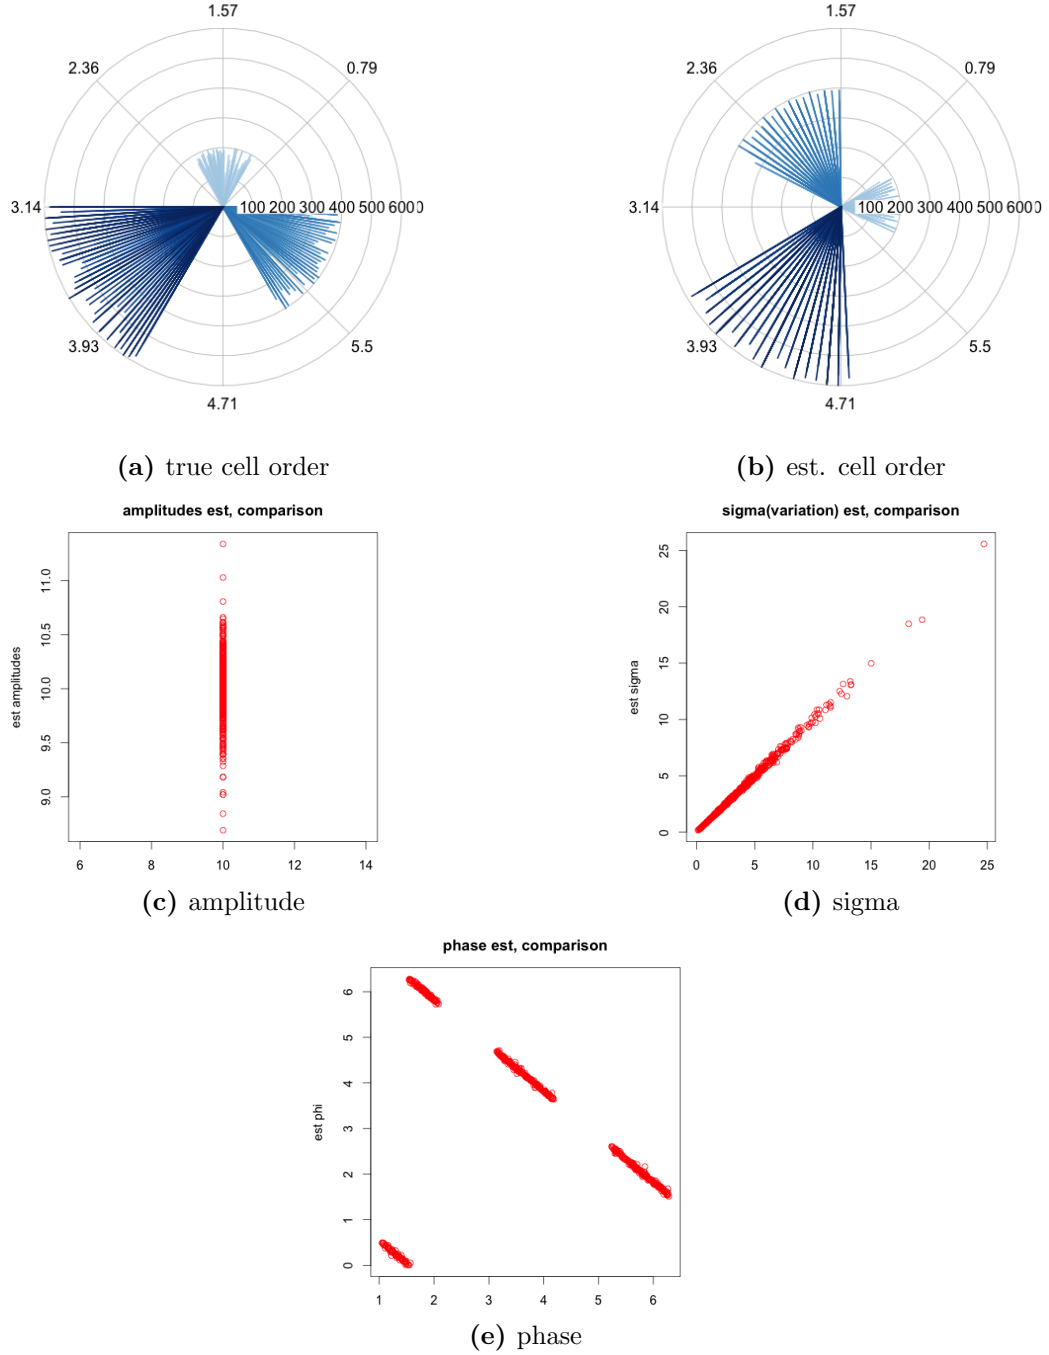 1.57 1.57
2.36 0.79 2.36 0.79
3.14 100 200 300 400 500 6000 3.14 100 200 300 400 500 6000
3.93 5.5 3.93 5.5
4.71 4.71
(a) true cell order (b) est. cell order
amplitudes est, comparison sigma(variation) est, comparison
est amplitudes
11.0
10.5
10.0
9.5
9.0
6 8 10 12 14
est sigma
25
20
15
10
5
0
0 5 10 15 20 25
(c) amplitude (d) sigma
phase est, comparison
est phi
6
5
4
3
2
1
0
1 2 3 4 5 6
(e) phase